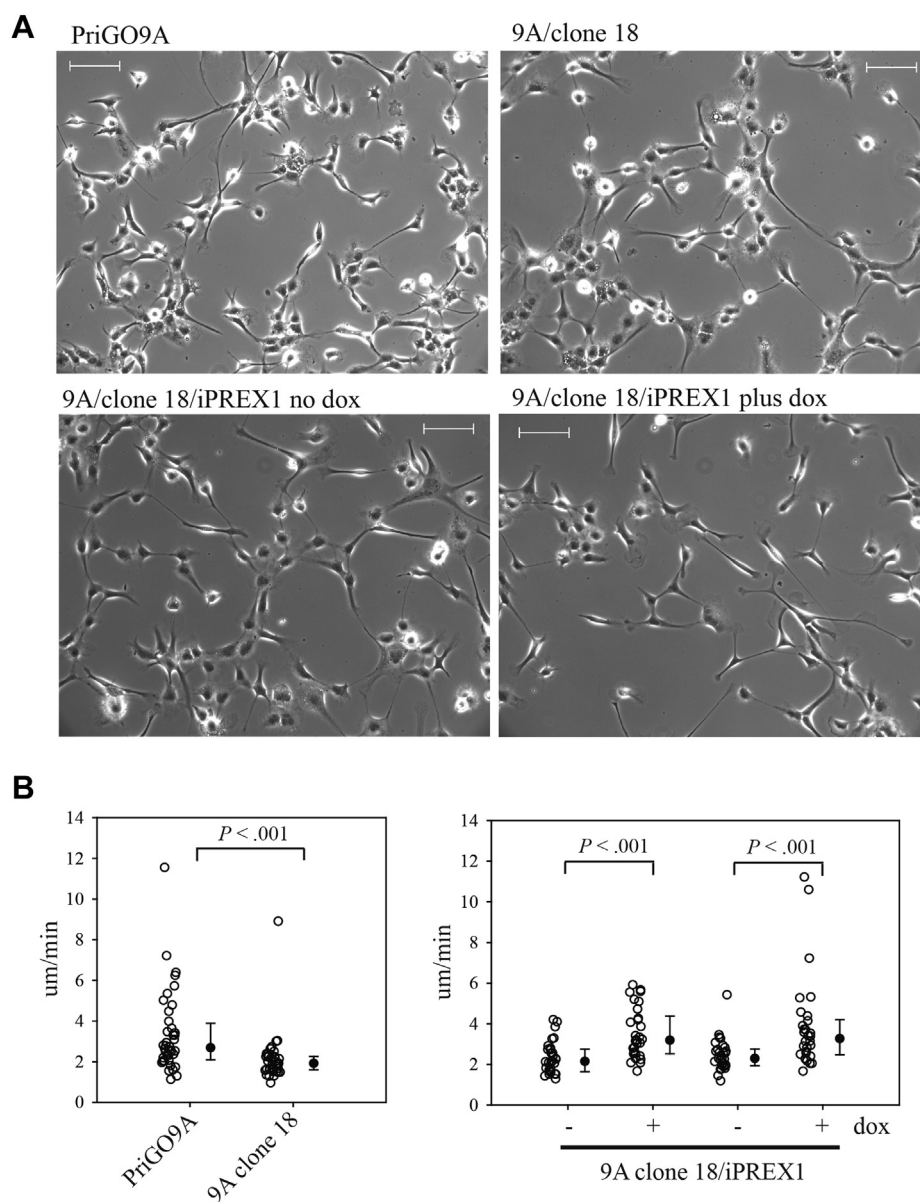 A
PriGO9A
9A/clone 18
9A/clone 18/iPREX1 no dox
9A/clone 18/iPREX1 plus dox
B
14
12
10
8
6
4
2
0
um/min
P < .001
PriGO9A
9A clone 18
14
12
10
8
6
4
2
0
um/min
P < .001
P < .001
- + - + dox
9A clone 18/iPREX1